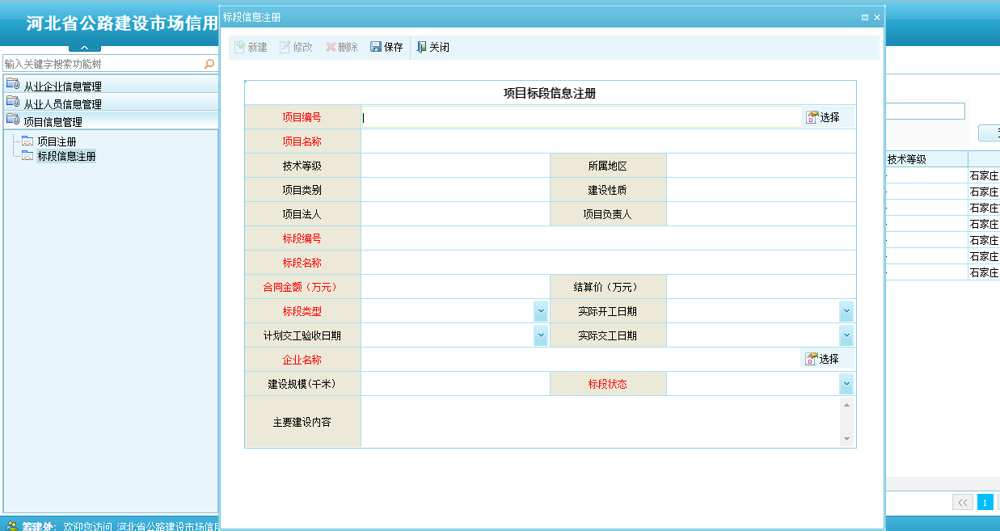 河北省公路建设市场信用
标段信息注册
新建 修改 删除 保存 关闭
输入关键字搜索功能树
从业企业信息管理
从业人员信息管理
项目信息管理
项目注册
标段信息注册
项目标段信息注册
项目编号 选择
项目名称
技术等级 所属地区
项目类别 建设性质
项目法人 项目负责人
标段编号
标段名称
合同金额（万元） 结算价（万元）
标段类型 实际开工日期
计划交工验收日期 实际交工日期
企业名称 选择
建设规模(千米) 标段状态
主要建设内容
技术等级
石家庄
石家庄
石家庄
石家庄
石家庄
石家庄
石家庄
<< 1
筹建处: 欢迎您访问 河北省公路建设市场信用